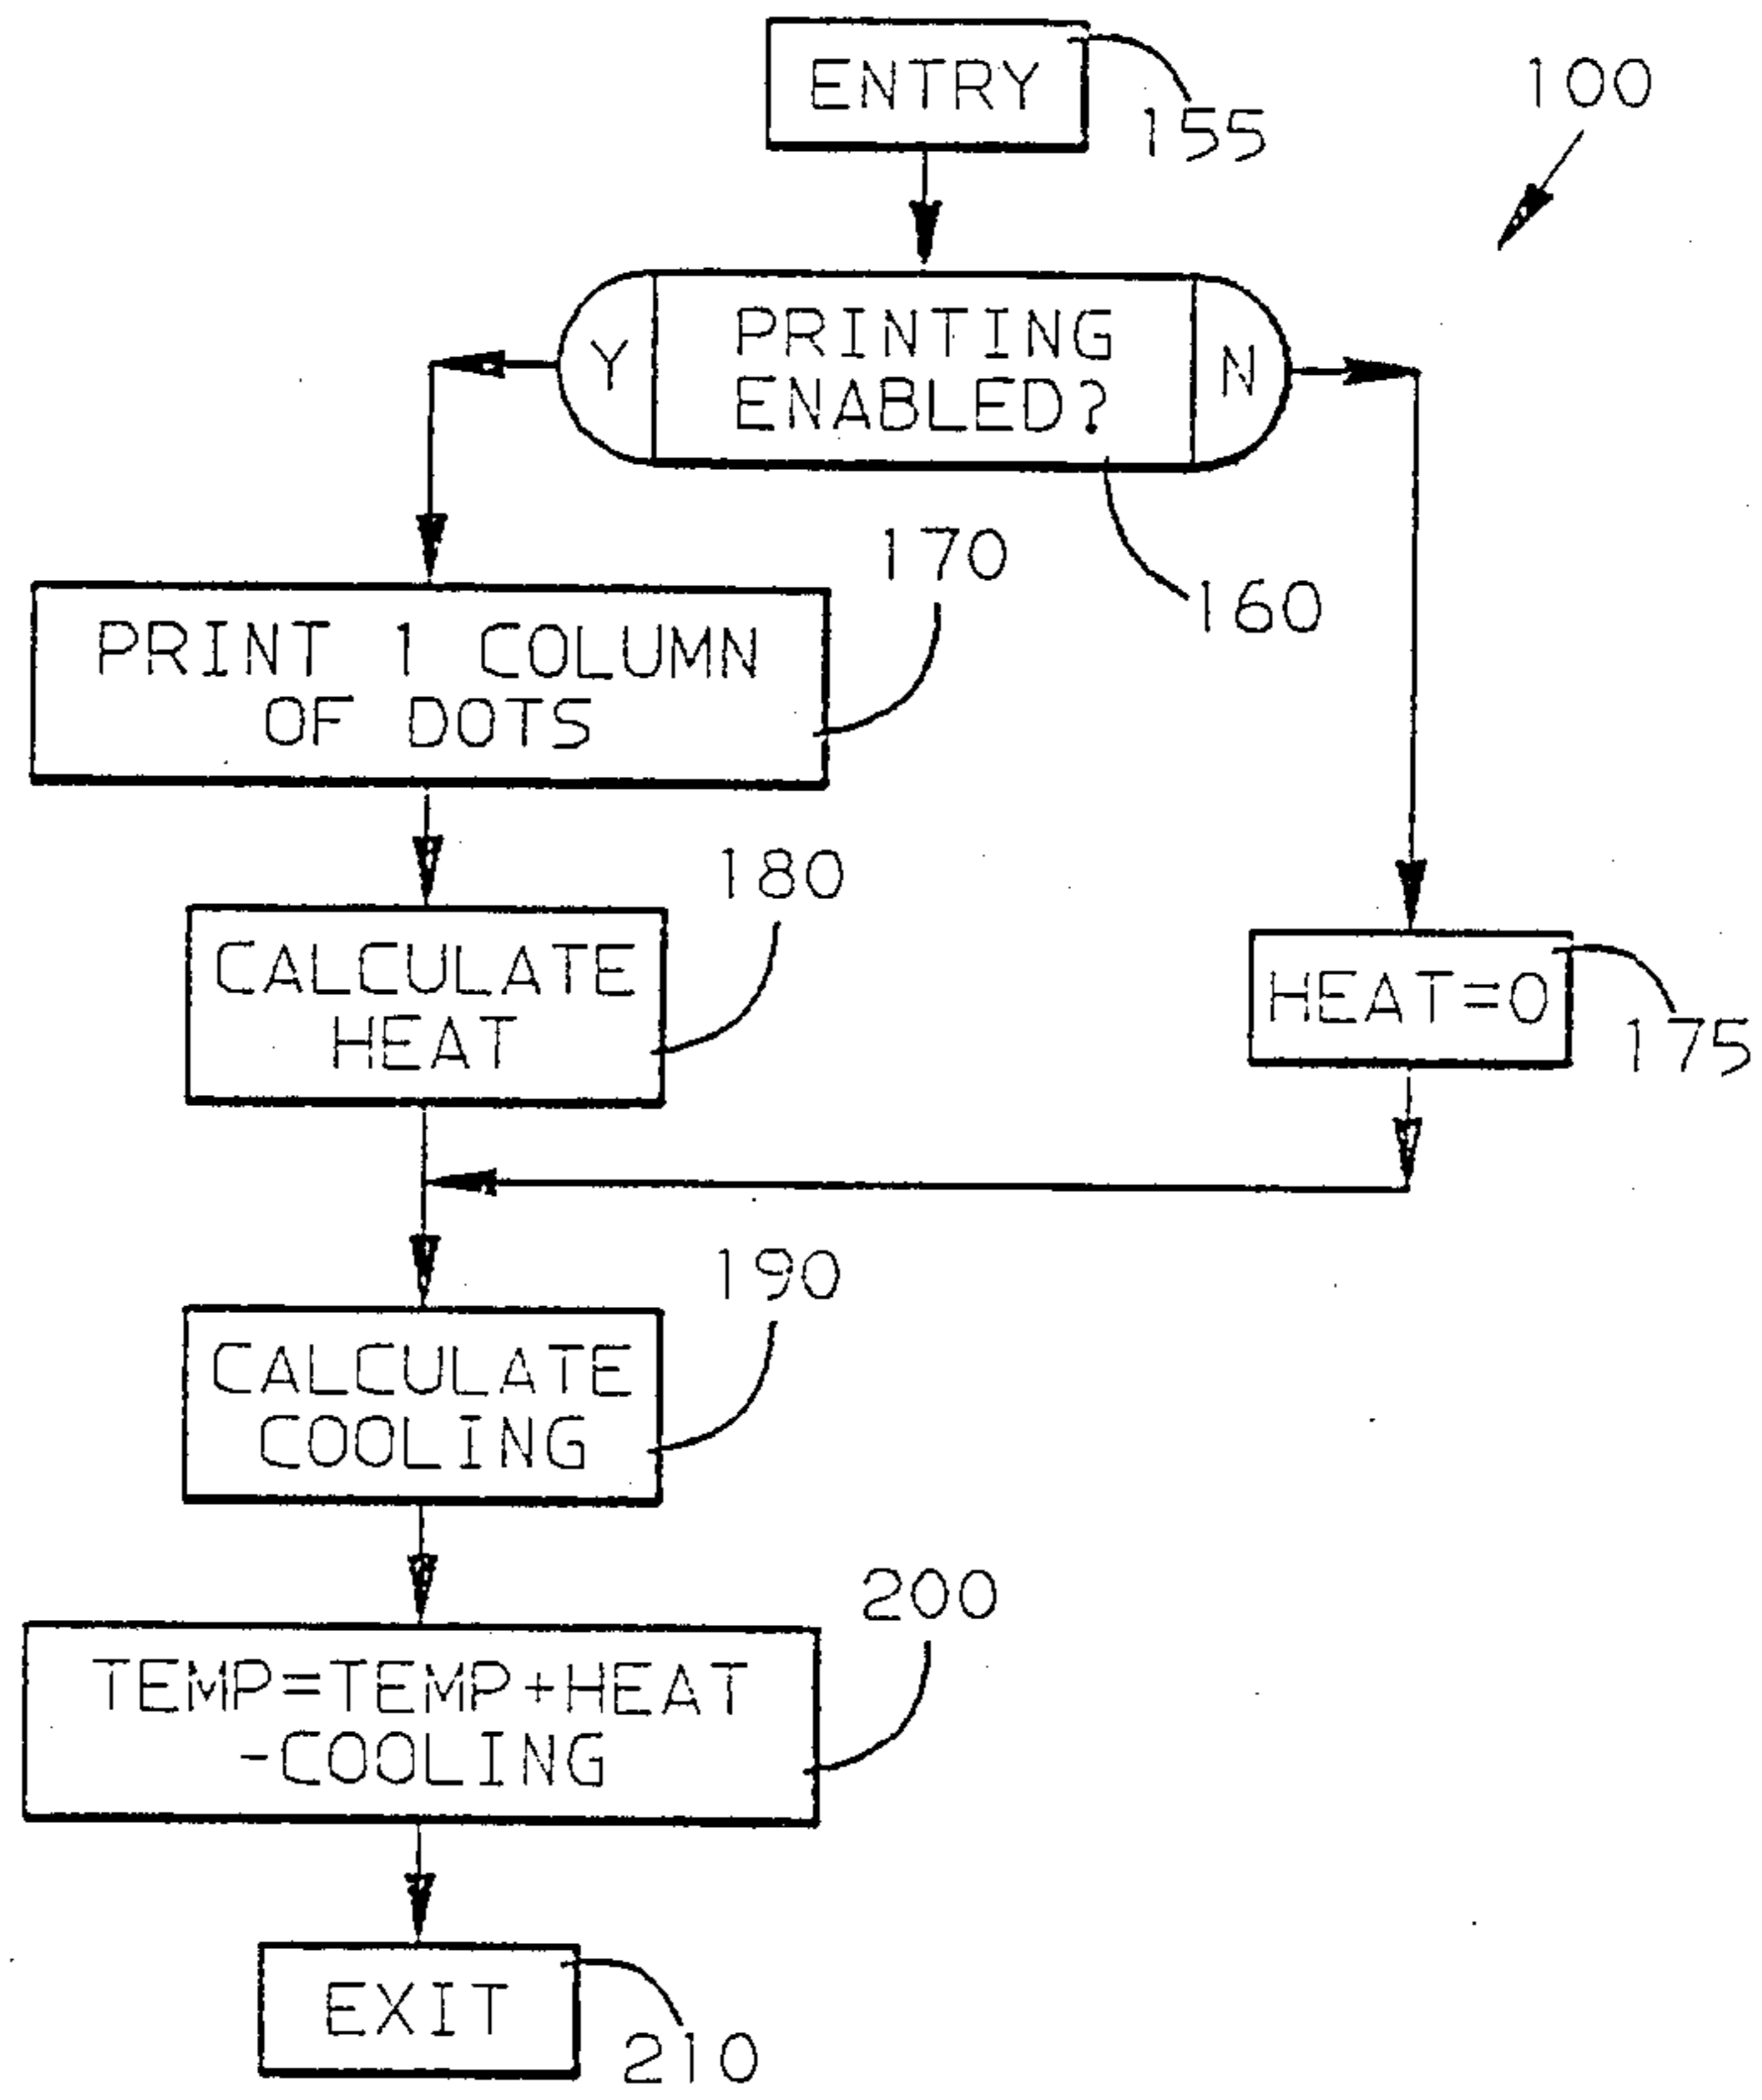 ENTRY
155
100
Y
PRINTING
ENABLED?
N
160
170
PRINT 1 COLUMN
OF DOTS
180
CALCULATE
HEAT
HEAT=0
175
190
CALCULATE
COOLING
200
TEMP=TEMP+HEAT
-COOLING
EXIT
210